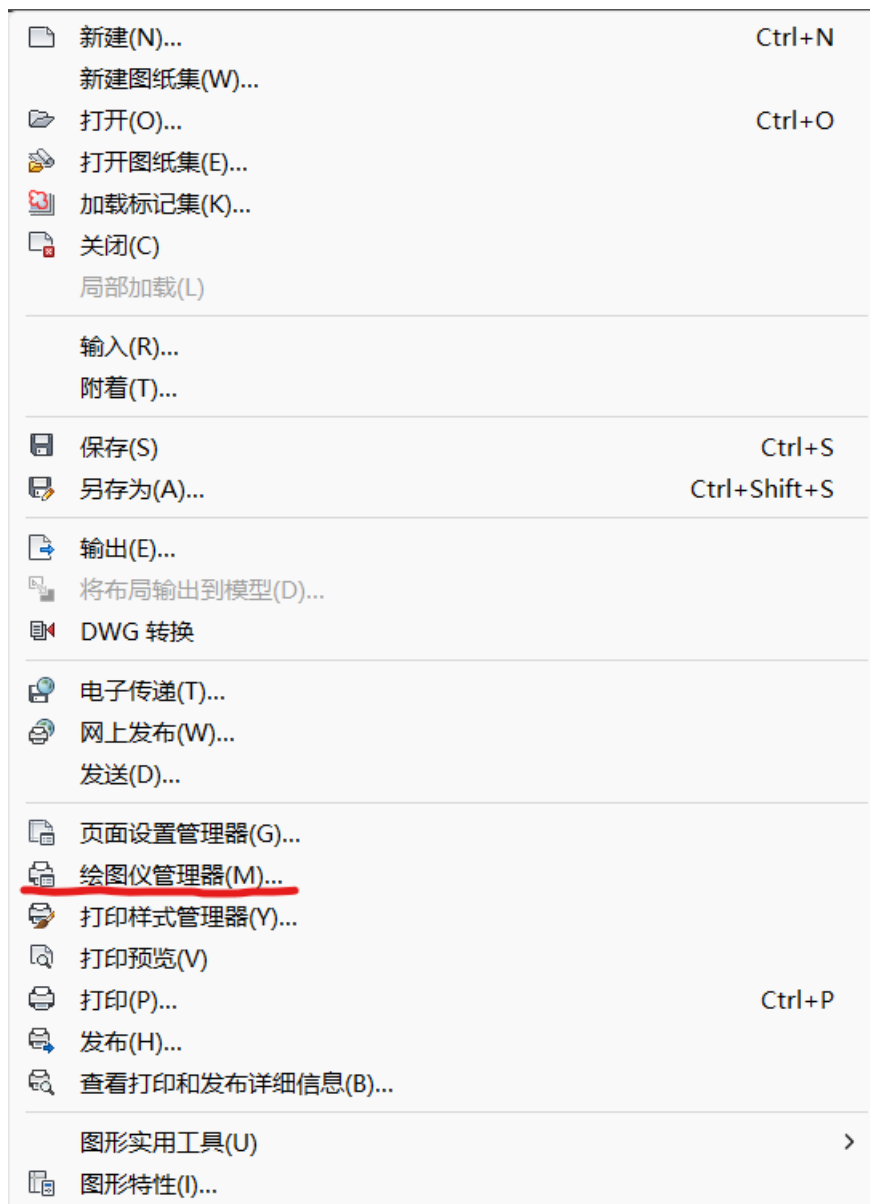 新建(N)... Ctrl+N
新建图纸集(W)...
打开(O)... Ctrl+O
打开图纸集(E)...
加载标记集(K)...
关闭(C)
局部加载(L)
输入(R)...
附着(T)...
保存(S) Ctrl+S
另存为(A)... Ctrl+Shift+S
输出(E)...
将布局输出到模型(D)...
DWG 转换
电子传递(T)...
网上发布(W)...
发送(D)...
页面设置管理器(G)...
绘图仪管理器(M)...
打印样式管理器(Y)...
打印预览(V)
打印(P)... Ctrl+P
发布(H)...
查看打印和发布详细信息(B)...
图形实用工具(U)
图形特性(I)...